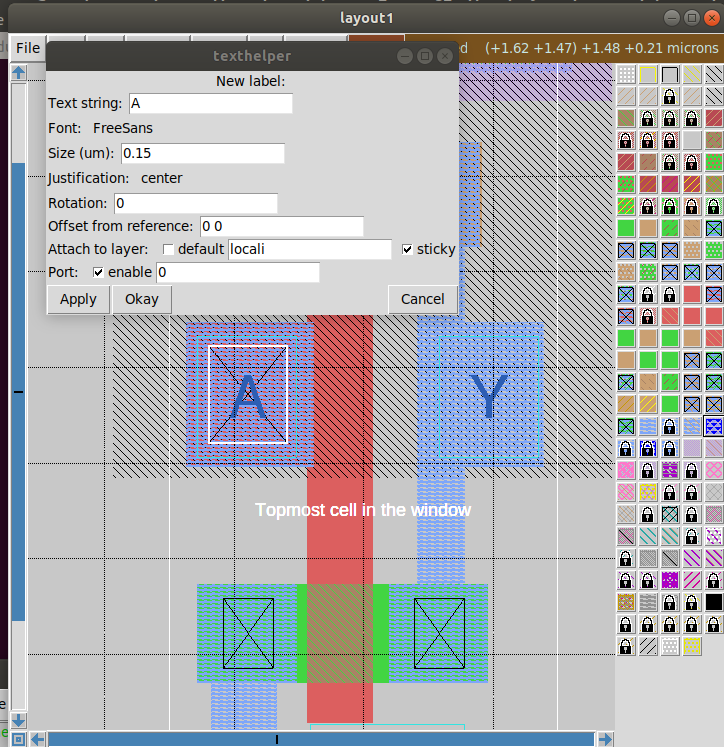 layout1
File
ed (+1.62 +1.47) +1.48 +0.21 microns
texthelper
New label:
Text string: A
Font: FreeSans
Size (um): 0.15
Justification: center
Rotation: 0
Offset from reference: 0 0
Attach to layer: default locali sticky
Port: enable 0
Apply Okay Cancel
A Y
Topmost cell in the window